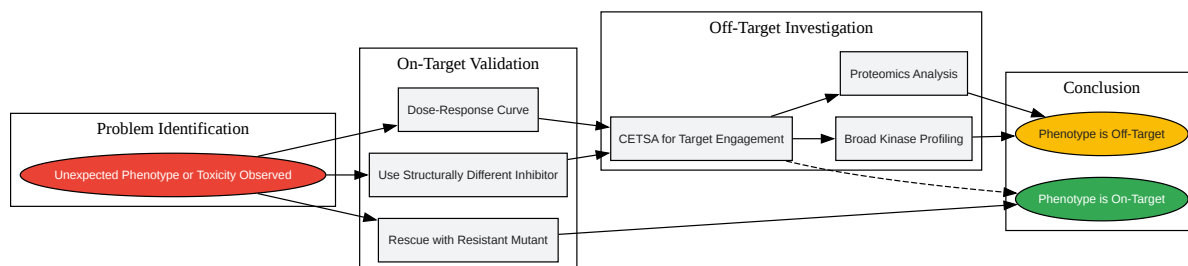 Problem Identification
Unexpected Phenotype or Toxicity Observed
On-Target Validation
Dose-Response Curve
Use Structurally Different Inhibitor
Rescue with Resistant Mutant
Off-Target Investigation
CETSA for Target Engagement
Proteomics Analysis
Broad Kinase Profiling
Conclusion
Phenotype is Off-Target
Phenotype is On-Target